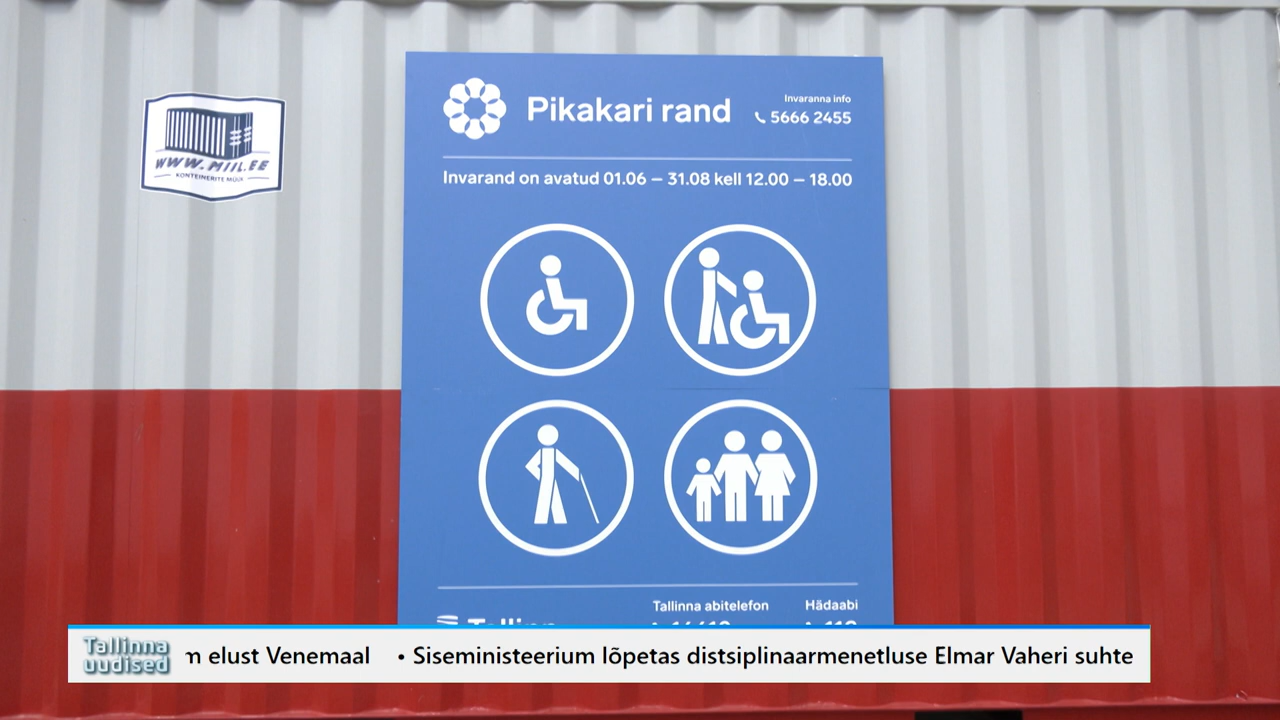 Pikakari rand
Invaranna info
5666 2455
Invarand on avatud 01.06 – 31.08 kell 12.00 – 18.00
WWW.MIIL.EE
KONTEINERITE MÜÜK
Tallinna abitelefon
Hädaabi
Tallinn
Tallinna uudised
m elust Venemaal • Siseministeerium lõpetas distsiplinaarmenetluse Elmar Vaheri suhte